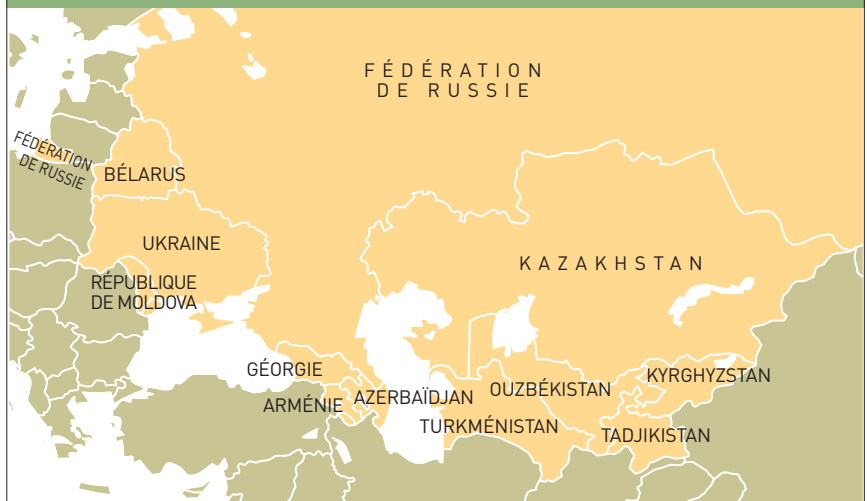 FÉDÉRATION
DE RUSSIE
FÉDÉRATION
DE RUSSIE
BÉLARUS
UKRAINE
KAZAKHSTAN
RÉPUBLIQUE
DE MOLDOVA
GÉORGIE
KYRGHYZSTAN
OUZBÉKISTAN
AZERBAÏDJAN
ARMÉNIE
TURKMÉNISTAN
TADJIKISTAN